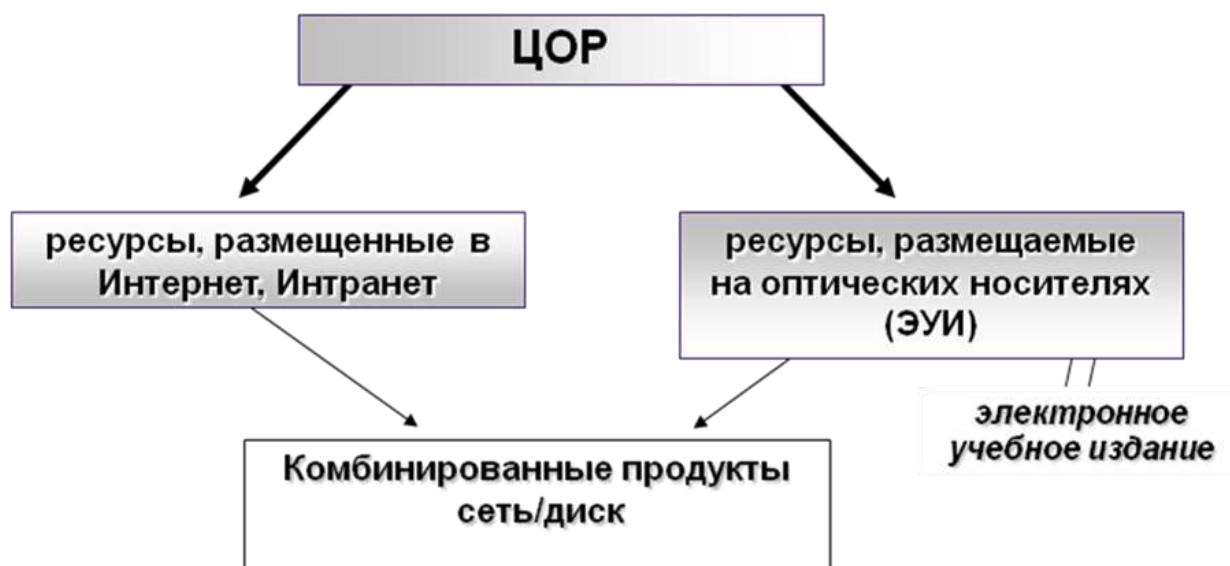 ЦОР
ресурсы, размещенные в
Интернет, Интранет
ресурсы, размещаемые
на оптических носителях
(ЭУИ)
электронное
учебное издание
Комбинированные продукты
сеть/диск